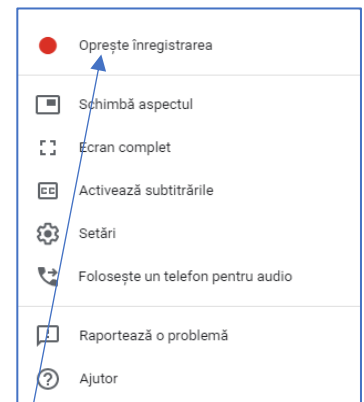 Oprește înregistrarea
Schimbă aspectul
Ecran complet
Activează subtitrările
Setări
Folosește un telefon pentru audio
Raportează o problemă
Ajutor